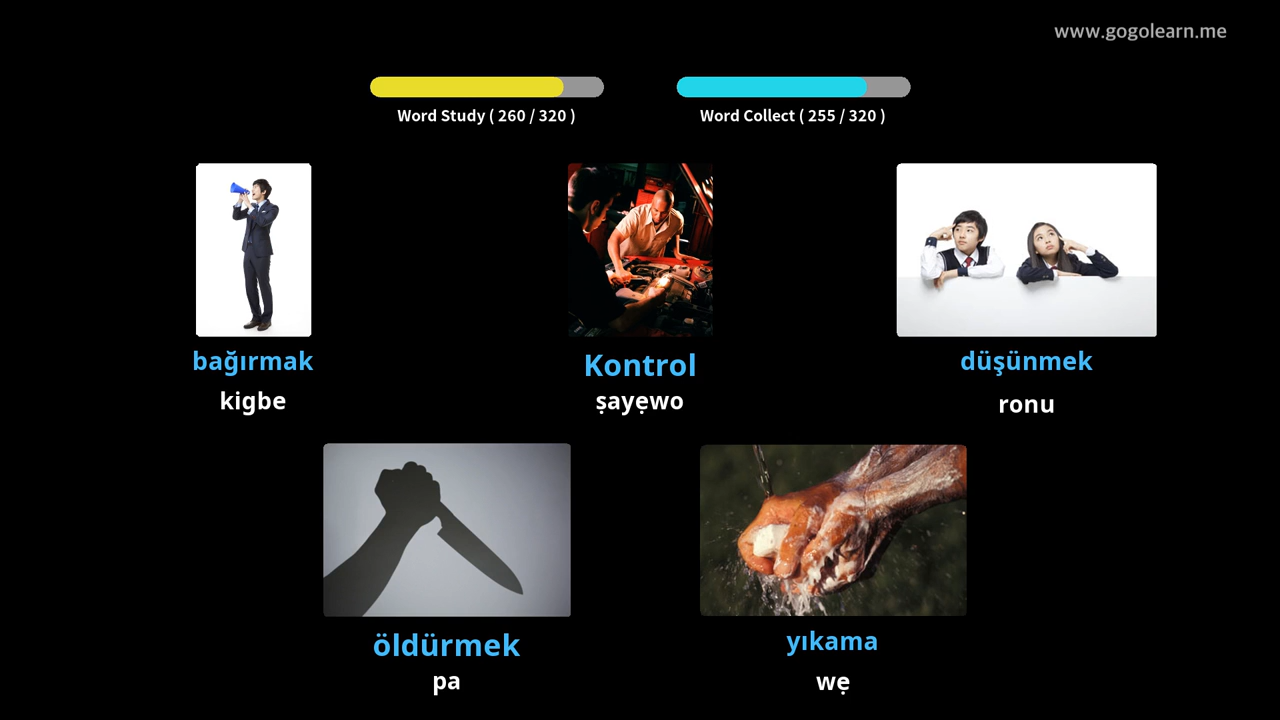 www.gogolearn.me
Word Study ( 260 / 320 )
Word Collect ( 255 / 320 )
bağırmak
kigbe
Kontrol
ṣayẹwo
düşünmek
ronu
öldürmek
pa
yıkama
wẹ